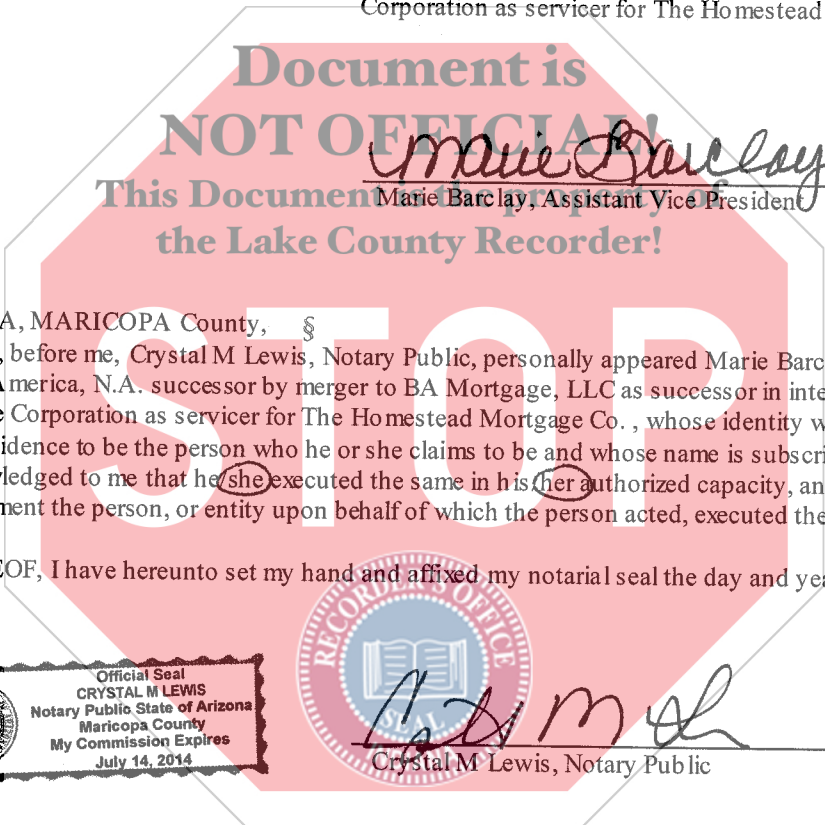 Corporation as servicer for The Homestead
Document is
NOT OFFICIAL!
Marie Barclay
This Document is the property of
Marie Barclay, Assistant Vice President
the Lake County Recorder!
STOP
A, MARICOPA County, §
, before me, Crystal M Lewis, Notary Public, personally appeared Marie Barc
America, N.A. successor by merger to BA Mortgage, LLC as successor in inte
e Corporation as servicer for The Homestead Mortgage Co. , whose identity w
idence to be the person who he or she claims to be and whose name is subscri
ledged to me that he/she executed the same in his/her authorized capacity, an
ment the person, or entity upon behalf of which the person acted, executed the
EOF, I have hereunto set my hand and affixed my notarial seal the day and yea
RECORDER'S OFFICE
SEAL
Official Seal
CRYSTAL M LEWIS
Notary Public State of Arizona
Maricopa County
My Commission Expires
July 14, 2014
Crystal M Lewis, Notary Public